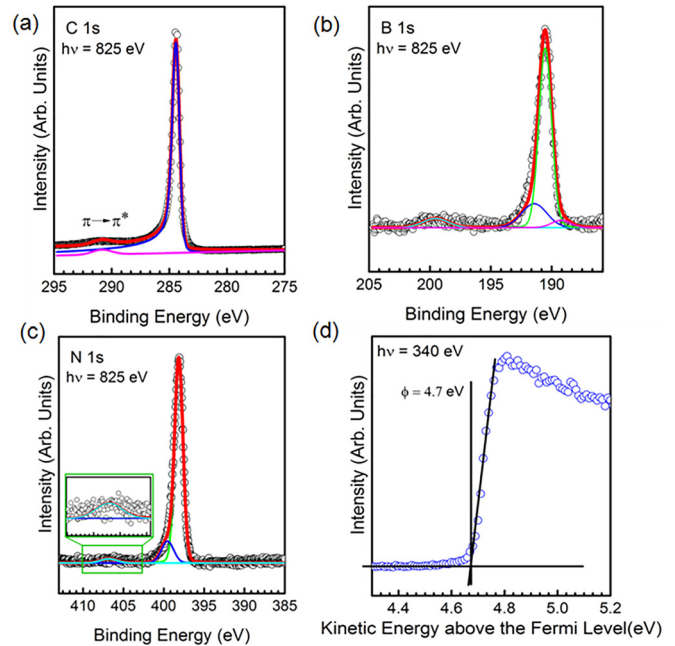 (a)
C 1s
hν = 825 eV
π→π*
Intensity (Arb. Units)
295 290 285 280 275
Binding Energy (eV)
(b)
B 1s
hν = 825 eV
Intensity (Arb. Units)
205 200 195 190
Binding Energy (eV)
(c)
N 1s
hν = 825 eV
Intensity (Arb. Units)
410 405 400 395 390 385
Binding Energy (eV)
(d)
hν = 340 eV
ϕ = 4.7 eV
Intensity (Arb. Units)
4.4 4.6 4.8 5.0 5.2
Kinetic Energy above the Fermi Level(eV)